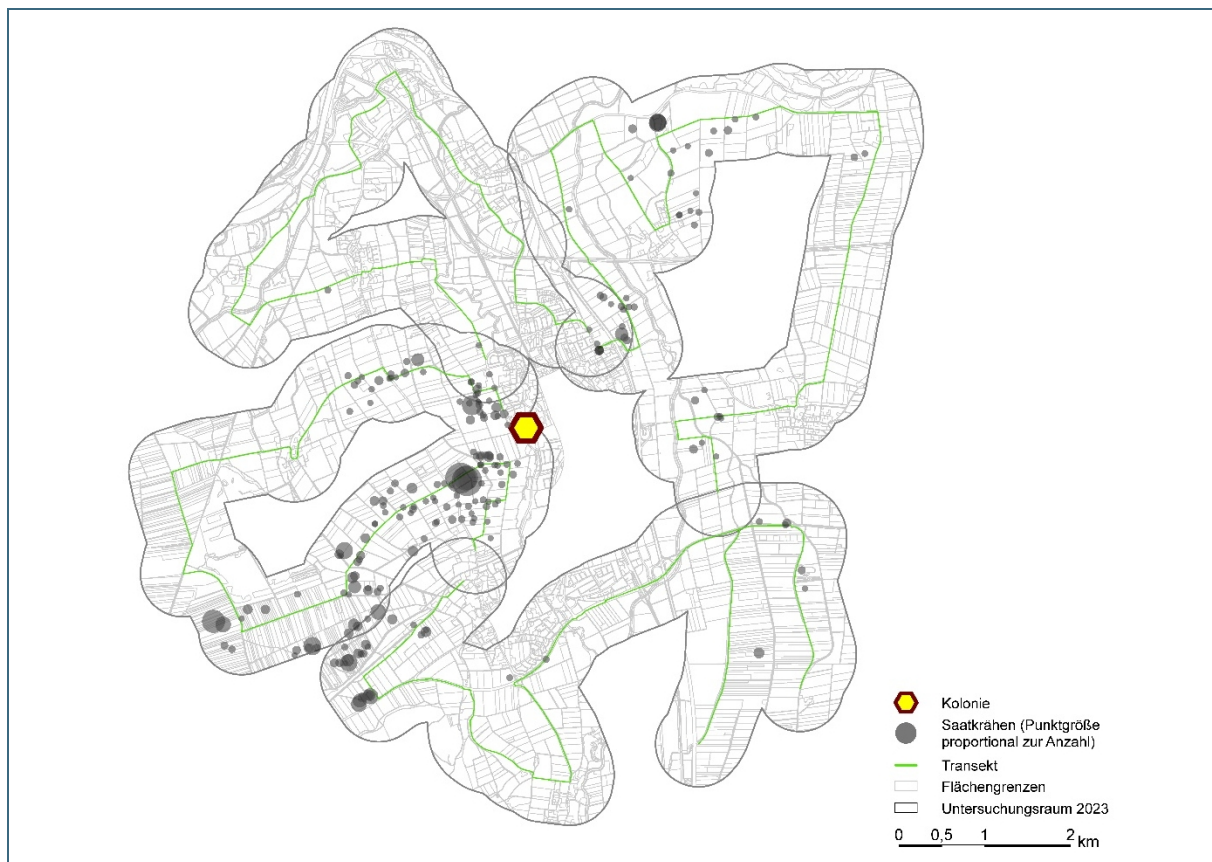 Kolonie
Saatkrähen (Punktgröße
proportional zur Anzahl)
Transekt
Flächengrenzen
Untersuchungsraum 2023
0 0,5 1 2 km